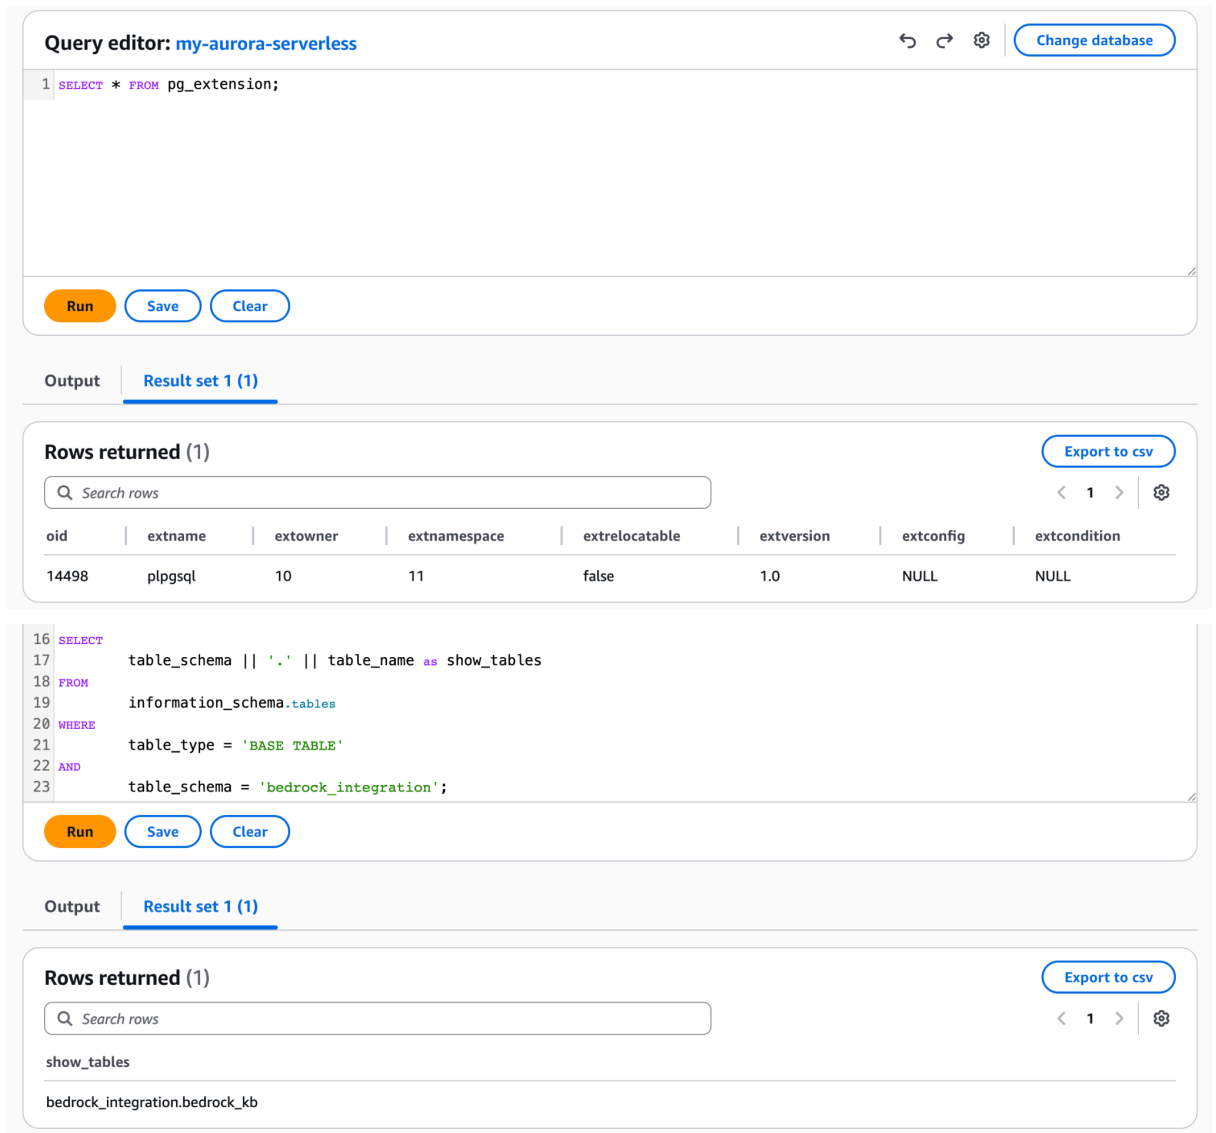 Query editor: my-aurora-serverless
Change database
1 SELECT * FROM pg_extension;
Run Save Clear
Output Result set 1 (1)
Rows returned (1)
Export to csv
Search rows
1
oid extname extowner extnamespace extrelocatable extversion extconfig extcondition
14498 plpgsql 10 11 false 1.0 NULL NULL
16 SELECT
17 table_schema || '.' || table_name as show_tables
18 FROM
19 information_schema.tables
20 WHERE
21 table_type = 'BASE TABLE'
22 AND
23 table_schema = 'bedrock_integration';
Run Save Clear
Output Result set 1 (1)
Rows returned (1)
Export to csv
Search rows
1
show_tables
bedrock_integration.bedrock_kb